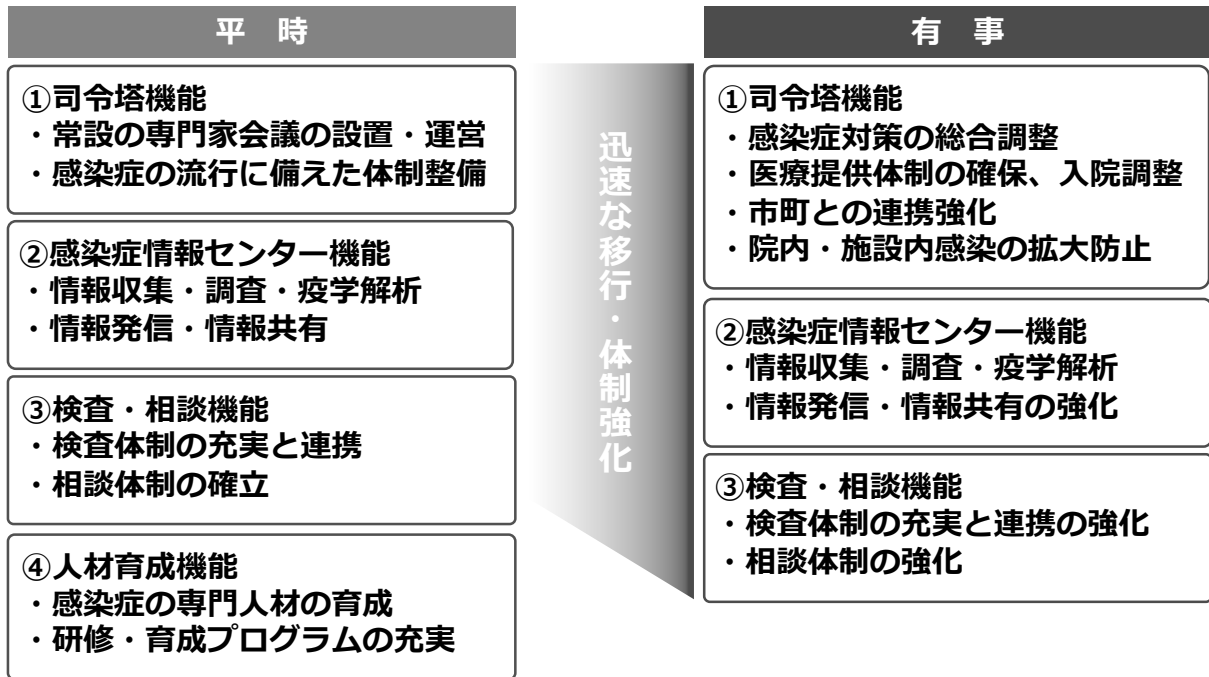 平 時
①司令塔機能
・常設の専門家会議の設置・運営
・感染症の流行に備えた体制整備
②感染症情報センター機能
・情報収集・調査・疫学解析
・情報発信・情報共有
③検査・相談機能
・検査体制の充実と連携
・相談体制の確立
④人材育成機能
・感染症の専門人材の育成
・研修・育成プログラムの充実
迅速な移行・体制強化
有 事
①司令塔機能
・感染症対策の総合調整
・医療提供体制の確保、入院調整
・市町との連携強化
・院内・施設内感染の拡大防止
②感染症情報センター機能
・情報収集・調査・疫学解析
・情報発信・情報共有の強化
③検査・相談機能
・検査体制の充実と連携の強化
・相談体制の強化